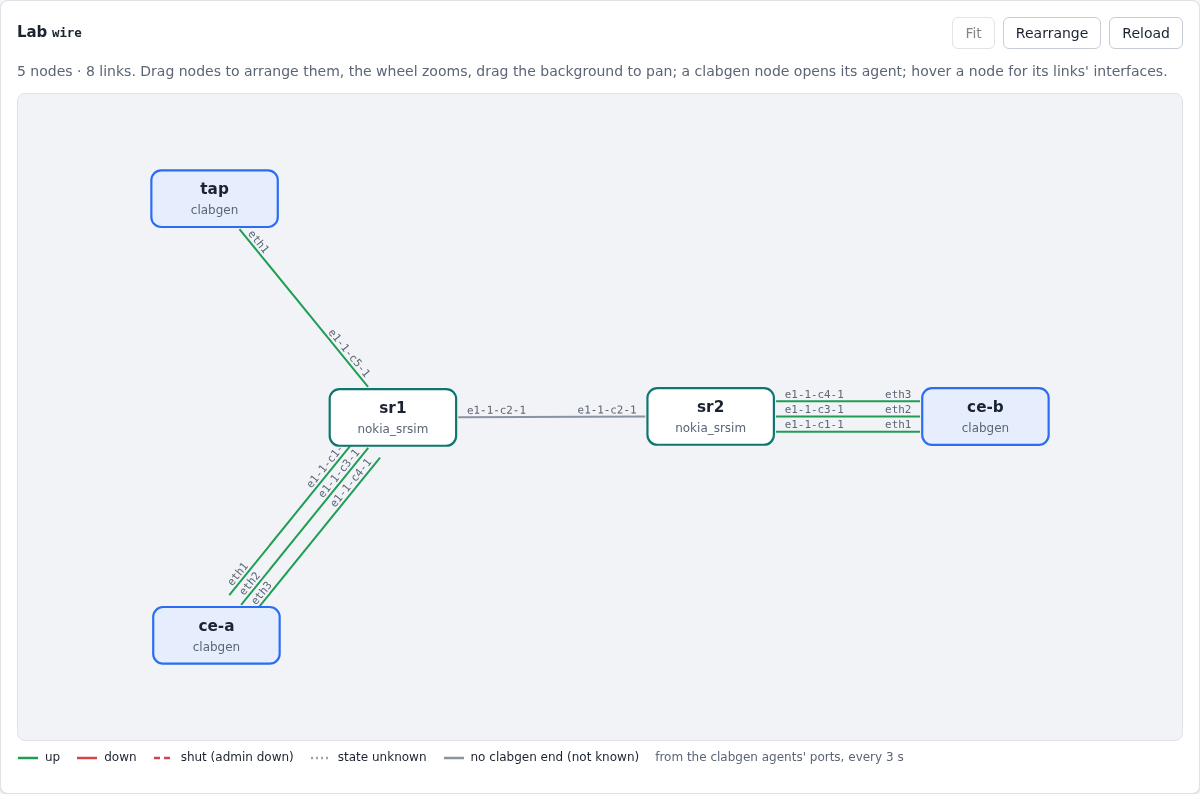 Lab wire
Fit
Rearrange
Reload
5 nodes · 8 links. Drag nodes to arrange them, the wheel zooms, drag the background to pan; a clabgen node opens its agent; hover a node for its links' interfaces.
tap
clabgen
eth1
e1-1-c5-1
sr1
nokia_srsim
e1-1-c2-1
e1-1-c2-1
sr2
nokia_srsim
e1-1-c4-1
eth3
e1-1-c3-1
eth2
e1-1-c1-1
eth1
ce-b
clabgen
e1-1-c1-
e1-1-c3-1
e1-1-c4-1
eth1
eth2
eth3
ce-a
clabgen
up
down
shut (admin down)
state unknown
no clabgen end (not known)
from the clabgen agents' ports, every 3 s